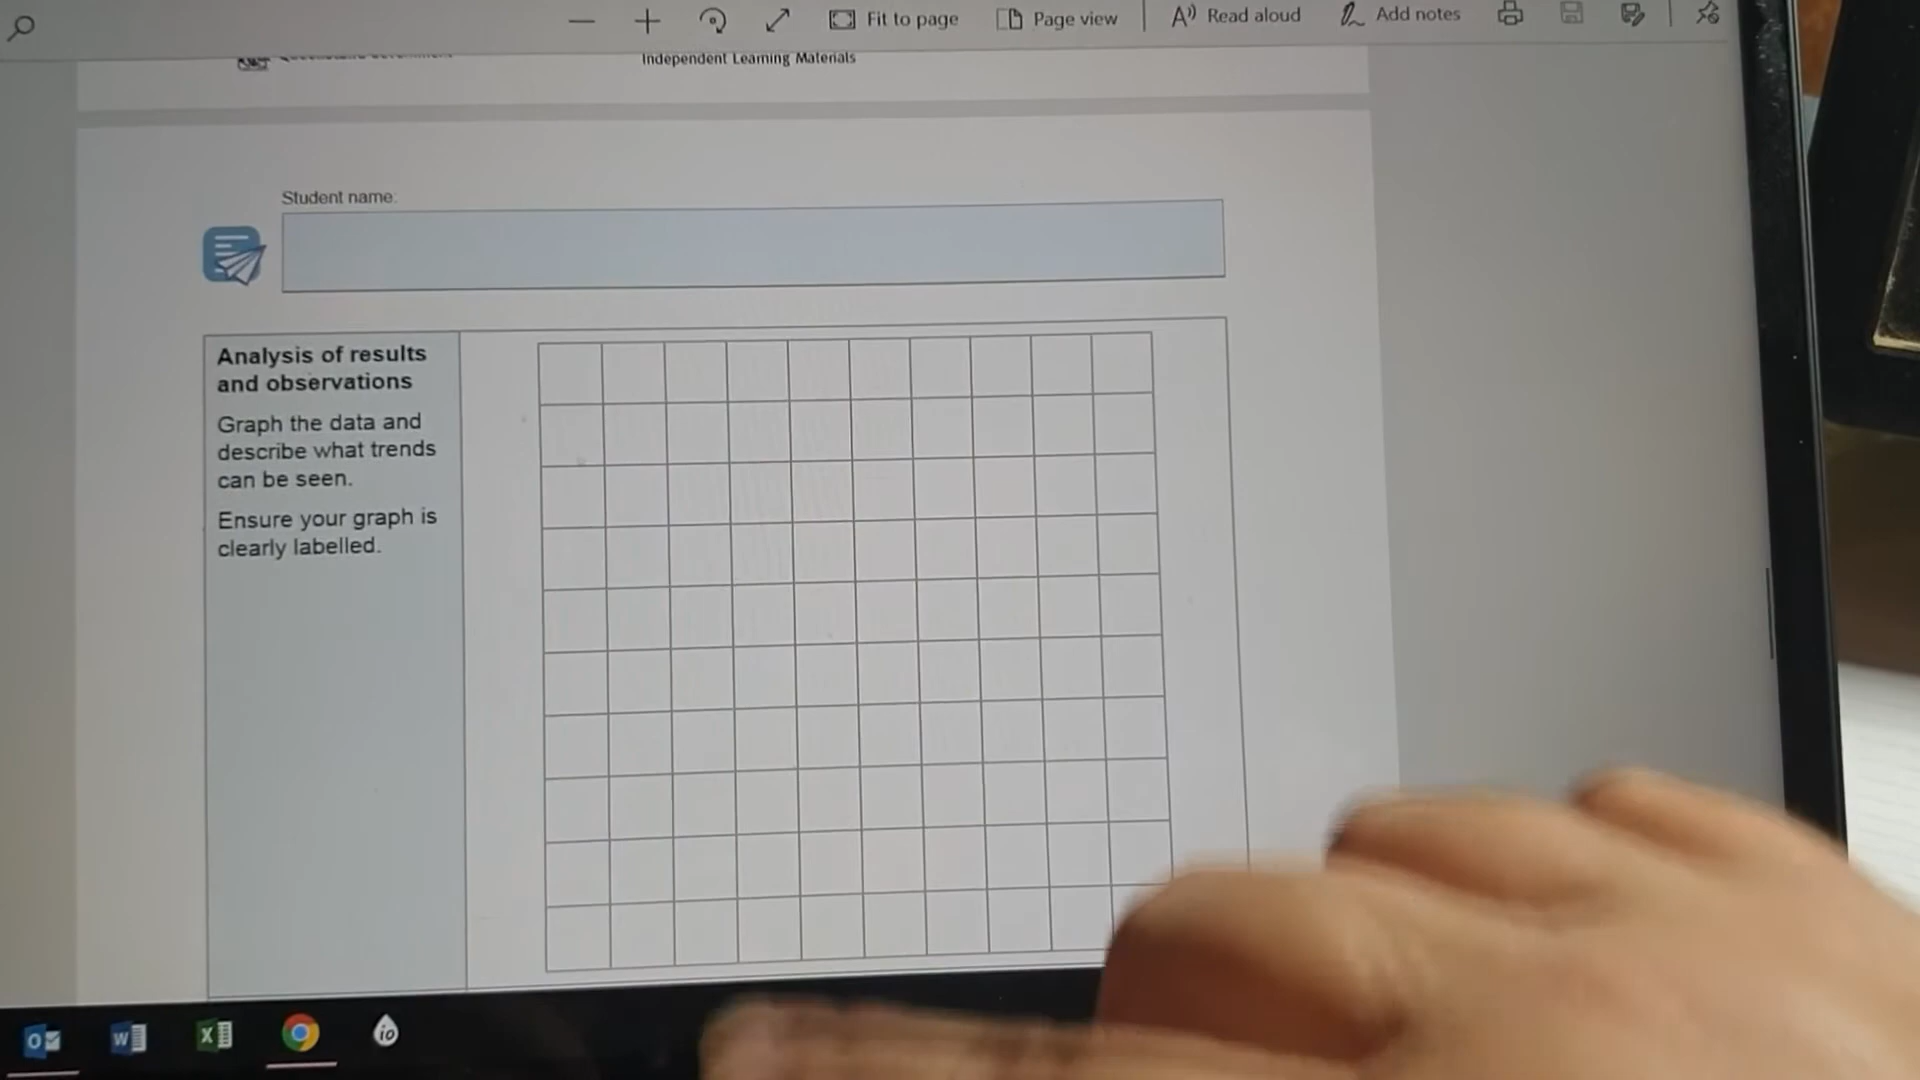 Fit to page
Page view
Read aloud
Add notes
Independent Learning Materials
Student name:
Analysis of results
and observations
Graph the data and
describe what trends
can be seen.
Ensure your graph is
clearly labelled.
io